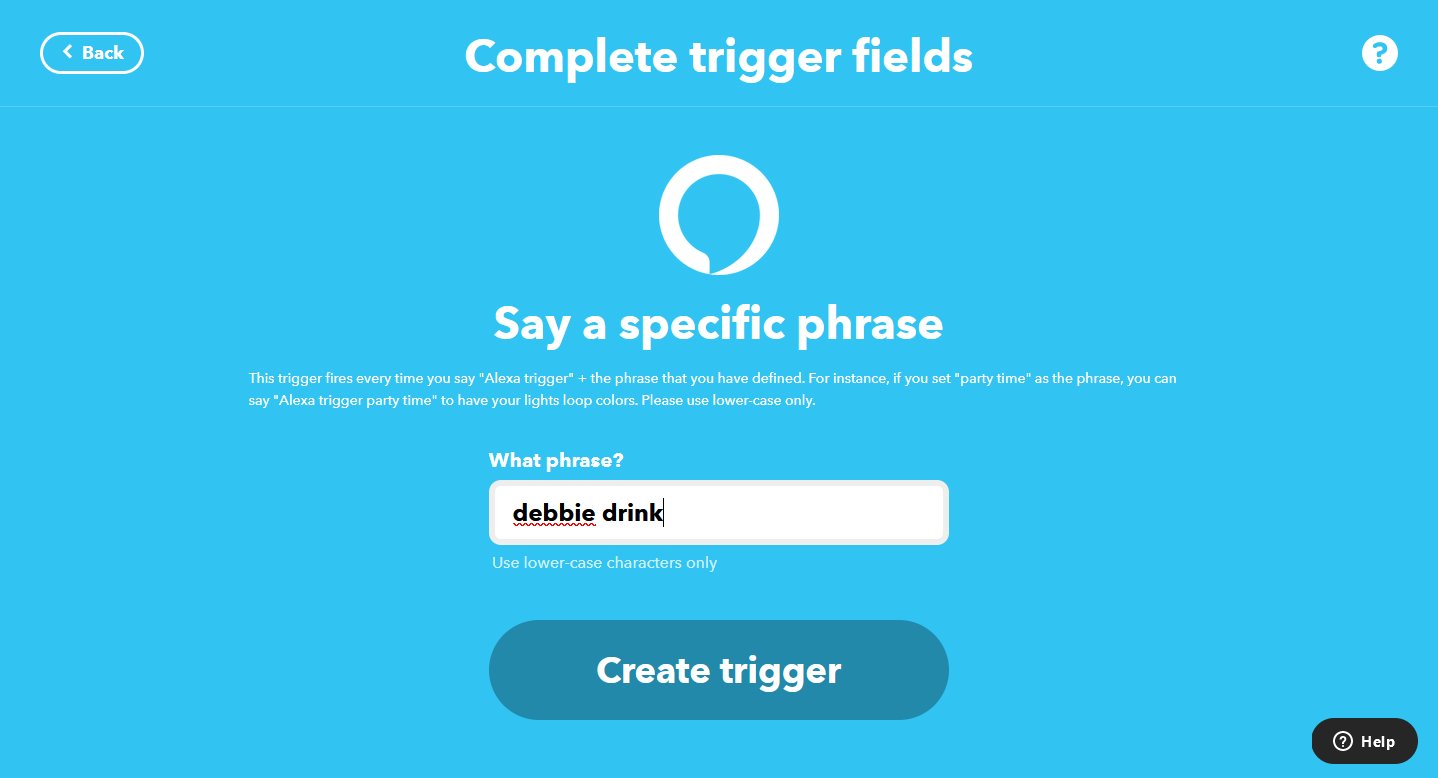 Back
Complete trigger fields
?
Say a specific phrase
This trigger fires every time you say "Alexa trigger" + the phrase that you have defined. For instance, if you set "party time" as the phrase, you can
say "Alexa trigger party time" to have your lights loop colors. Please use lower-case only.
What phrase?
debbie drink
Use lower-case characters only
Create trigger
? Help